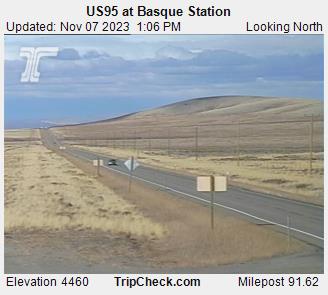 US95 at Basque Station
Updated: Nov 07 2023 1:06 PM Looking North
Elevation 4460 TripCheck.com Milepost 91.62